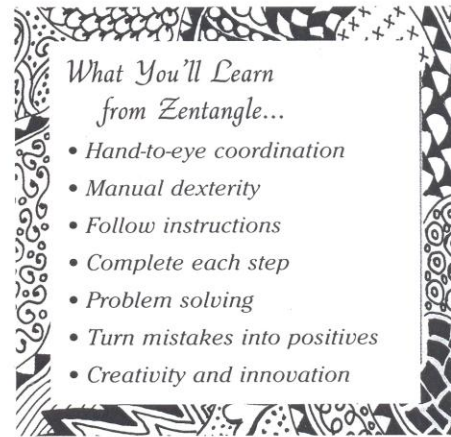 What You'll Learn
from Zentangle...
• Hand-to-eye coordination
• Manual dexterity
• Follow instructions
• Complete each step
• Problem solving
• Turn mistakes into positives
• Creativity and innovation